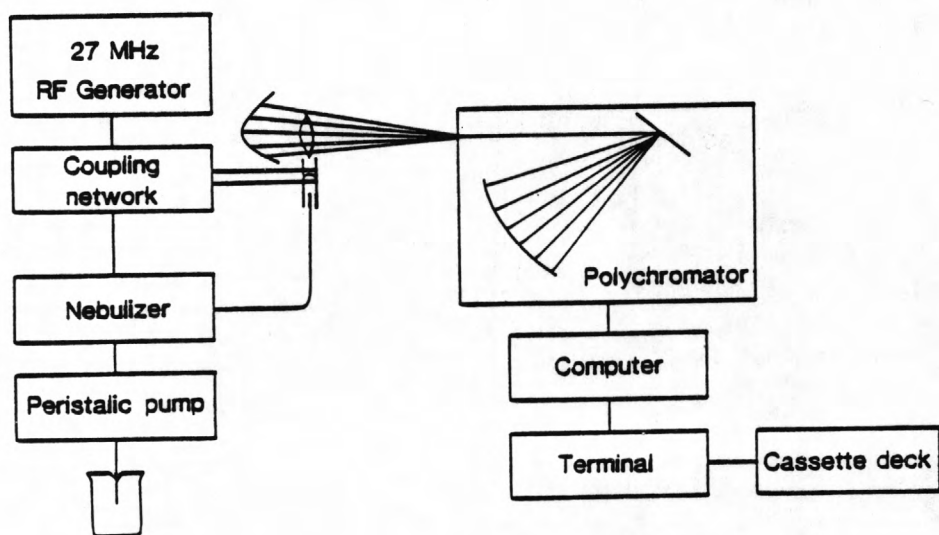 27 MHz
RF Generator
Coupling
network
Nebulizer
Peristalic pump
Polychromator
Computer
Terminal
Cassette deck